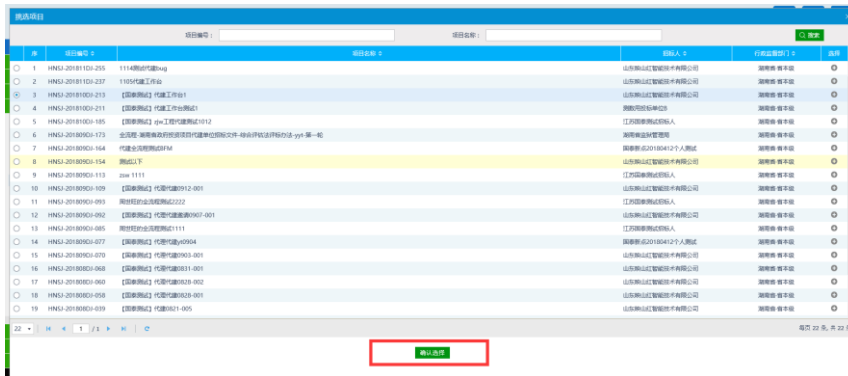 挑选项目
项目编号： 项目名称： 搜索
序 项目编号 项目名称 招标人 行政监督部门 选择
1 HNSJ-201811DJ-255 1114测试代建bug 山东映山红智能技术有限公司 湖南省·省本级
2 HNSJ-201811DJ-237 1105代建工作台 山东映山红智能技术有限公司 湖南省·省本级
3 HNSJ-201810DJ-213 【国泰测试】代建工作台1 山东映山红智能技术有限公司 湖南省·省本级
4 HNSJ-201810DJ-211 【国泰测试】代建工作台测试1 湖南省·省本级
5 HNSJ-201810DJ-185 【国泰测试】zjw工程代建测试1012 江苏国泰测试招标人 湖南省·省本级
6 HNSJ-201809DJ-173 全流程-湖南省政府投资项目代建单位招标文件-综合评估法评标办法-yyt-第一轮 湖南省监狱管理局 湖南省·省本级
7 HNSJ-201809DJ-164 代建全流程测试BFM 国泰新点20180412个人测试 湖南省·省本级
8 HNSJ-201809DJ-154 测试以下 山东映山红智能技术有限公司 湖南省·省本级
9 HNSJ-201809DJ-113 zsw 1111 江苏国泰测试招标人 湖南省·省本级
10 HNSJ-201809DJ-109 【国泰测试】代理代建0912-001 山东映山红智能技术有限公司 湖南省·省本级
11 HNSJ-201809DJ-093 周世旺的全流程测试2222 江苏国泰测试招标人 湖南省·省本级
12 HNSJ-201809DJ-092 【国泰测试】代理代建邀请0907-001 山东映山红智能技术有限公司 湖南省·省本级
13 HNSJ-201809DJ-085 周世旺的全流程测试1111 江苏国泰测试招标人 湖南省·省本级
14 HNSJ-201809DJ-077 【国泰测试】代理代建yt0904 国泰新点20180412个人测试 湖南省·省本级
15 HNSJ-201809DJ-070 【国泰测试】代理代建0903-001 山东映山红智能技术有限公司 湖南省·省本级
16 HNSJ-201808DJ-068 【国泰测试】代理代建0831-001 山东映山红智能技术有限公司 湖南省·省本级
17 HNSJ-201808DJ-060 【国泰测试】代理代建0828-002 山东映山红智能技术有限公司 湖南省·省本级
18 HNSJ-201808DJ-058 【国泰测试】代理代建0828-001 山东映山红智能技术有限公司 湖南省·省本级
19 HNSJ-201808DJ-039 【国泰测试】代建0821-005 山东映山红智能技术有限公司 湖南省·省本级
22 1 / 1 每页 22 条, 共 22
确认选择